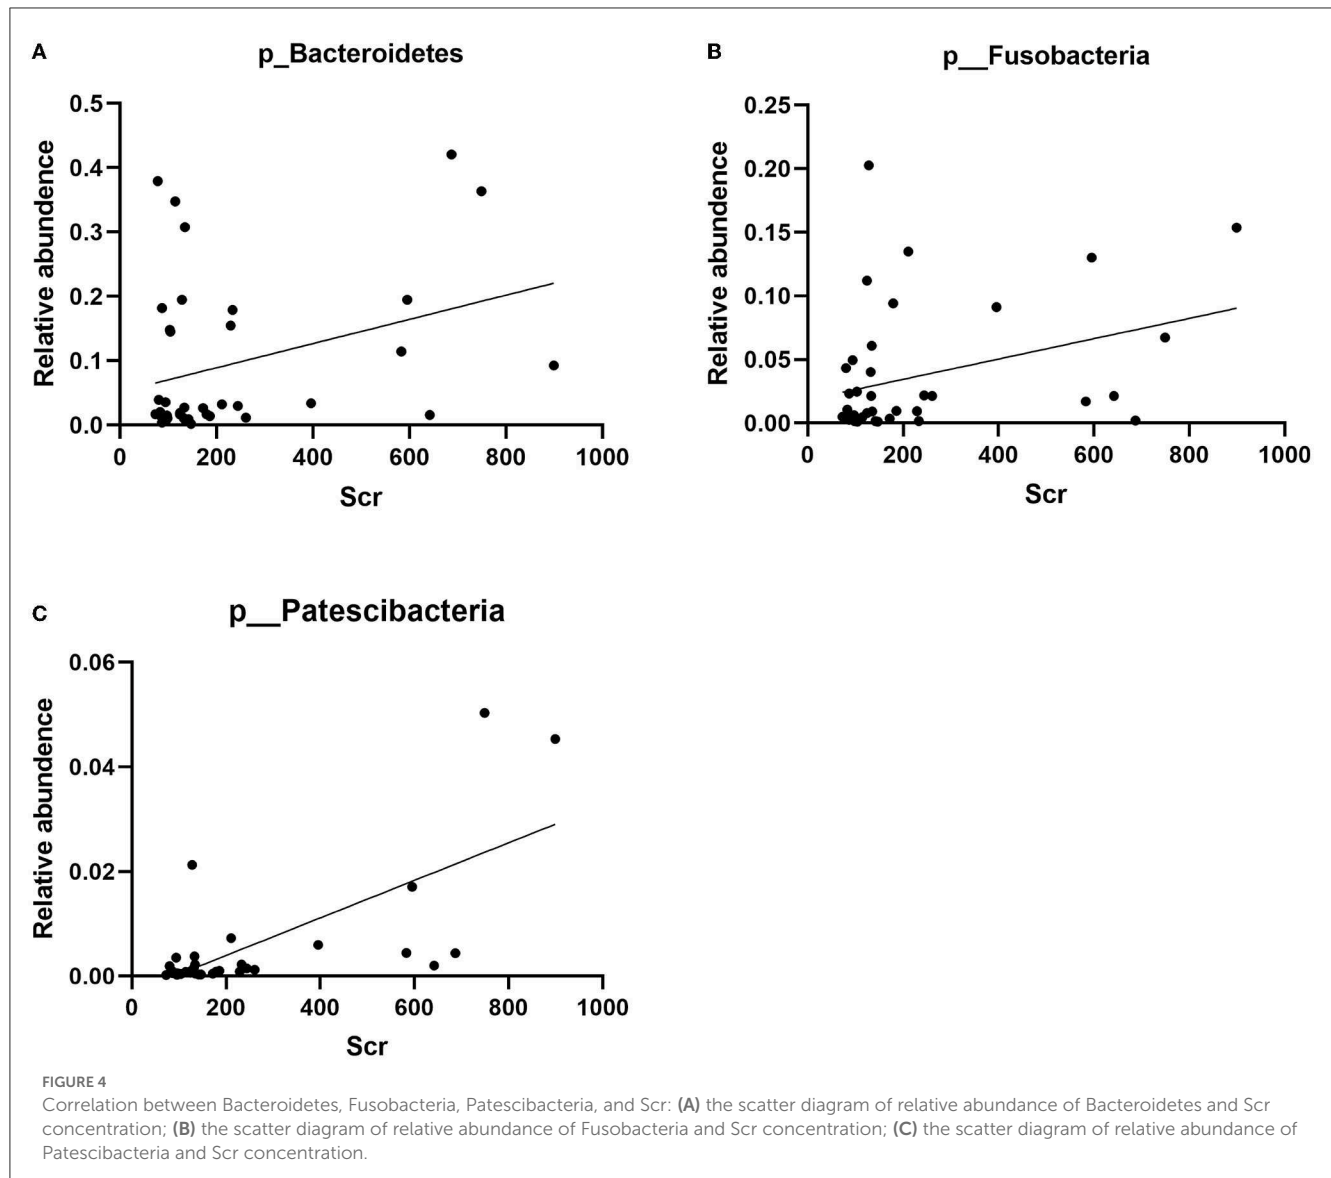 A
p_Bacteroidetes
0.5
0.4
0.3
0.2
0.1
0.0
Relative abundence
0 200 400 600 800 1000
Scr
B
p__Fusobacteria
0.25
0.20
0.15
0.10
0.05
0.00
Relative abundence
0 200 400 600 800 1000
Scr
C
p__Patescibacteria
0.06
0.04
0.02
0.00
Relative abundence
0 200 400 600 800 1000
Scr
FIGURE 4
Correlation between Bacteroidetes, Fusobacteria, Patescibacteria, and Scr: (A) the scatter diagram of relative abundance of Bacteroidetes and Scr
concentration; (B) the scatter diagram of relative abundance of Fusobacteria and Scr concentration; (C) the scatter diagram of relative abundance of
Patescibacteria and Scr concentration.